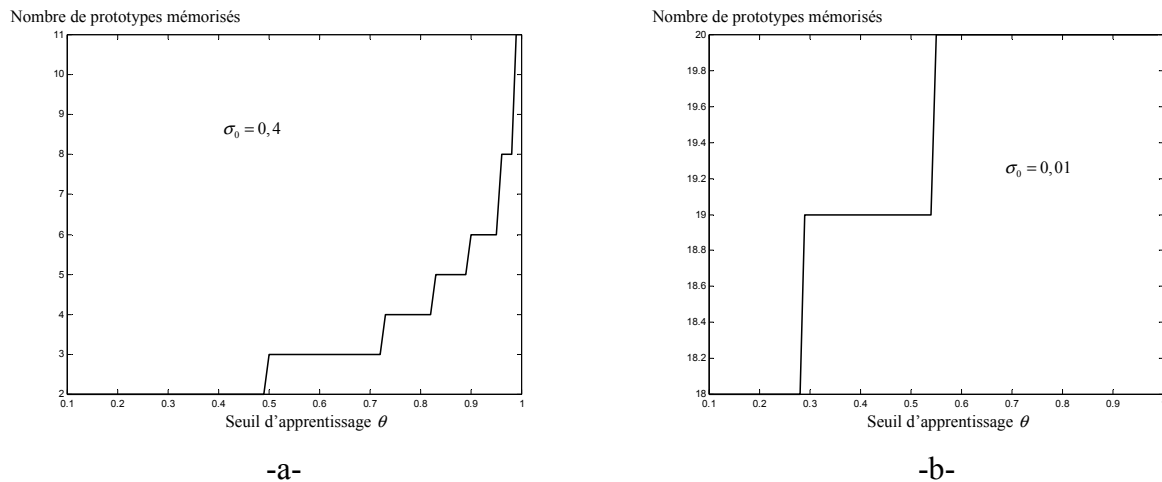 Nombre de prototypes mémorisés
11
10
8
7
6
5
4
3
2
σ₀ = 0,4
0.1 0.2 0.3 0.4 0.5 0.6 0.7 0.8 0.9 1
Seuil d'apprentissage θ
-a-
Nombre de prototypes mémorisés
20
19.8
19.6
19.4
19.2
19
18.8
18.6
18.4
18.2
18
σ₀ = 0,01
0.1 0.2 0.3 0.4 0.5 0.6 0.7 0.8 0.9
Seuil d'apprentissage θ
-b-